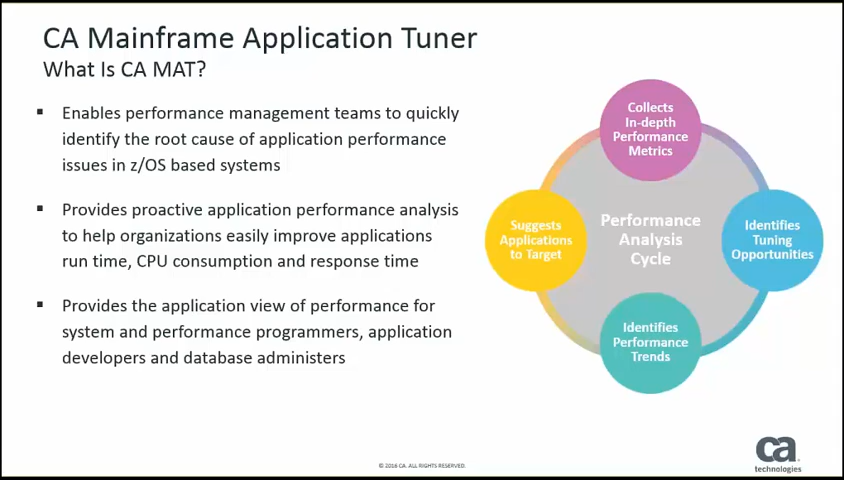 CA Mainframe Application Tuner
What Is CA MAT?
▪ Enables performance management teams to quickly
identify the root cause of application performance
issues in z/OS based systems
▪ Provides proactive application performance analysis
to help organizations easily improve applications
run time, CPU consumption and response time
▪ Provides the application view of performance for
system and performance programmers, application
developers and database administers
Collects
In-depth
Performance
Metrics
Suggests
Applications
to Target
Performance
Analysis
Cycle
Identifies
Tuning
Opportunities
Identifies
Performance
Trends
© 2016 CA. ALL RIGHTS RESERVED.
ca
technologies